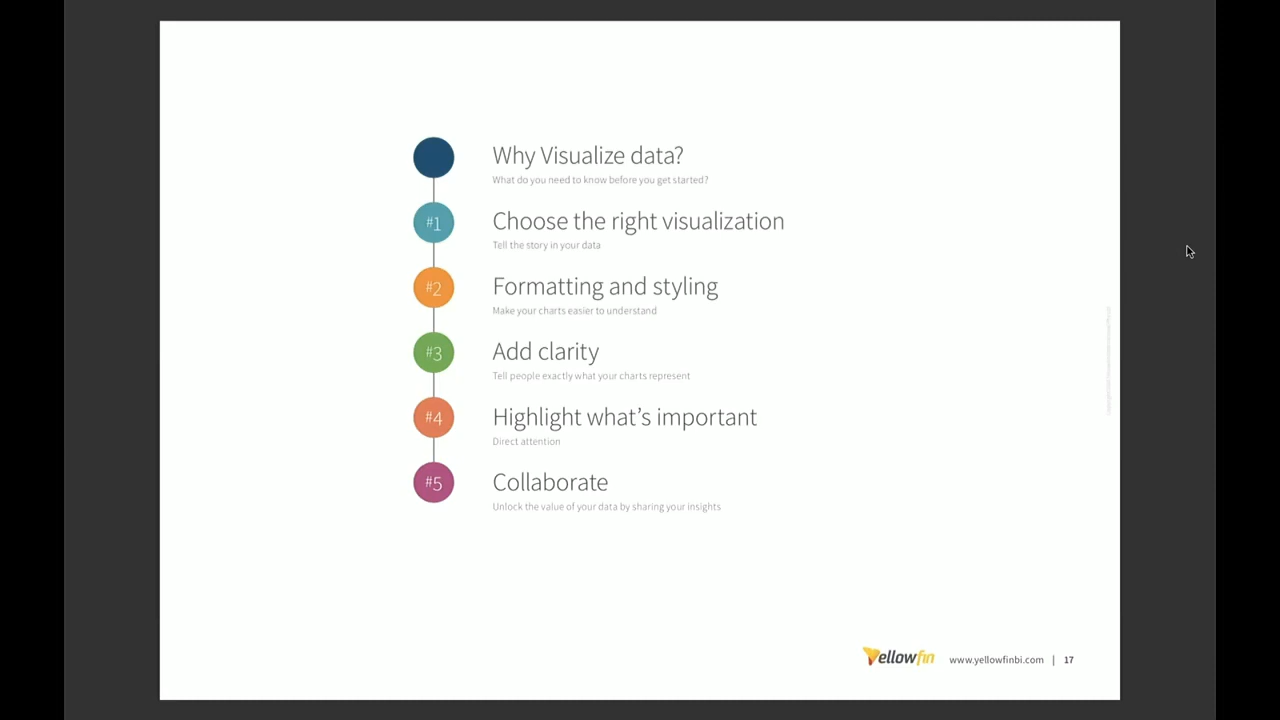 Why Visualize data?
What do you need to know before you get started?
#1
Choose the right visualization
Tell the story in your data
#2
Formatting and styling
Make your charts easier to understand
#3
Add clarity
Tell people exactly what your charts represent
#4
Highlight what’s important
Direct attention
#5
Collaborate
Unlock the value of your data by sharing your insights
Yellowfin www.yellowfinbi.com | 17